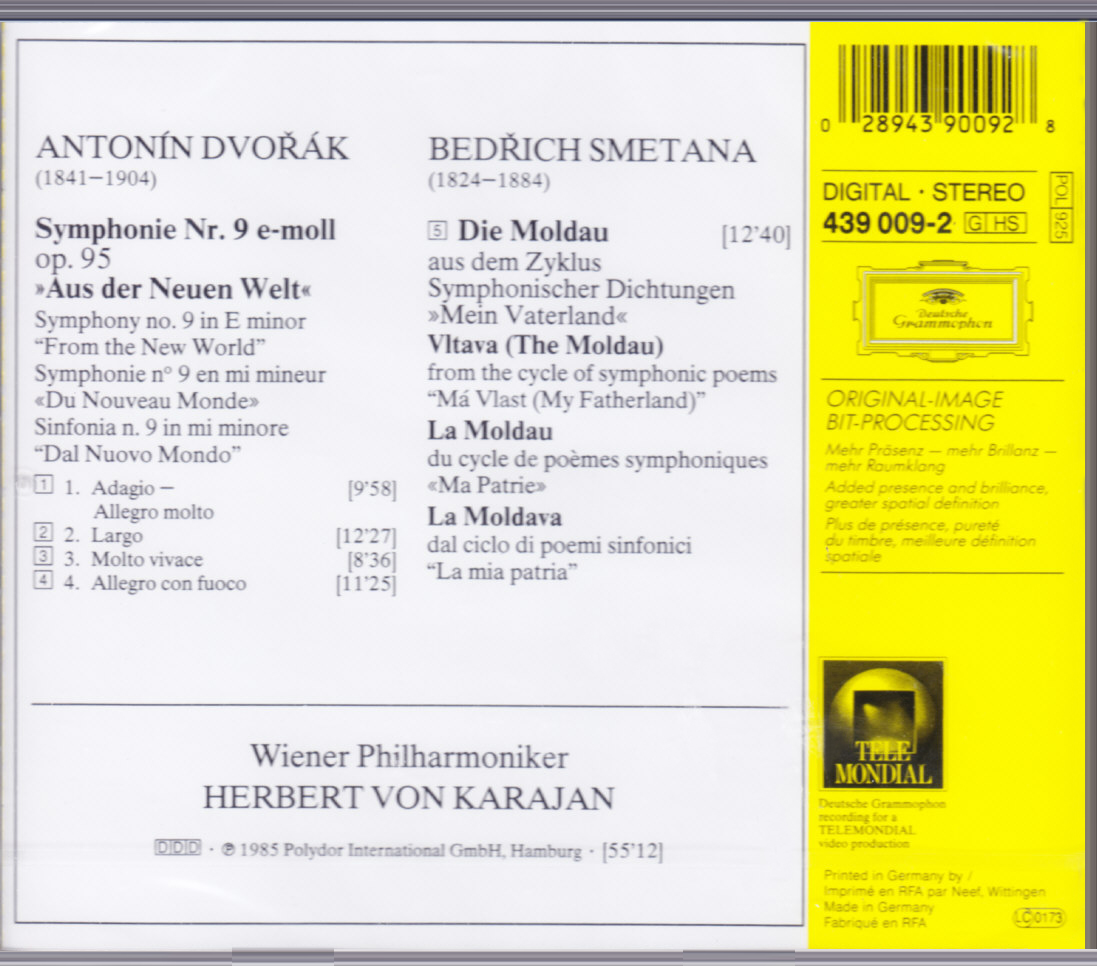 ANTONÍN DVOŘÁK
(1841–1904)
Symphonie Nr. 9 e-moll
op. 95
»Aus der Neuen Welt«
Symphony no. 9 in E minor
“From the New World”
Symphonie nº 9 en mi mineur
«Du Nouveau Monde»
Sinfonia n. 9 in mi minore
“Dal Nuovo Mondo”
1 1. Adagio – [9'58]
Allegro molto
2 2. Largo [12'27]
3 3. Molto vivace [8'36]
4 4. Allegro con fuoco [11'25]
BEDŘICH SMETANA
(1824–1884)
5 Die Moldau [12'40]
aus dem Zyklus
Symphonischer Dichtungen
»Mein Vaterland«
Vltava (The Moldau)
from the cycle of symphonic poems
“Má Vlast (My Fatherland)”
La Moldau
du cycle de poèmes symphoniques
«Ma Patrie»
La Moldava
dal ciclo di poemi sinfonici
“La mia patria”
Wiener Philharmoniker
HERBERT VON KARAJAN
DDD · ℗ 1985 Polydor International GmbH, Hamburg · [55'12]
0 28943 90092 8
DIGITAL · STEREO
439 009-2 G HS
POL 925
Deutsche
Grammophon
ORIGINAL-IMAGE
BIT-PROCESSING
Mehr Präsenz – mehr Brillanz –
mehr Raumklang
Added presence and brilliance,
greater spatial definition
Plus de présence, pureté
du timbre, meilleure définition
spatiale
TELE
MONDIAL
Deutsche Grammophon
recording for a
TELEMONDIAL
video production
Printed in Germany by /
Imprimé en RFA par Neef, Wittingen
Made in Germany
Fabriqué en RFA
LC 0173